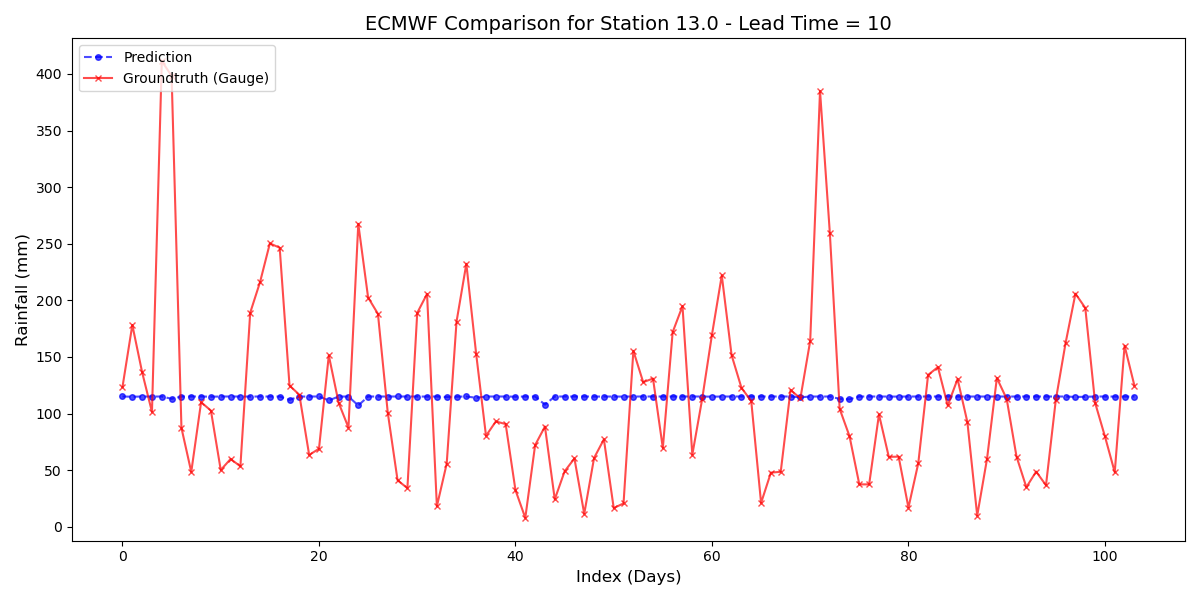 ECMWF Comparison for Station 13.0 - Lead Time = 10
Prediction
Groundtruth (Gauge)
Rainfall (mm)
400
350
300
250
200
150
100
50
0
0 20 40 60 80 100
Index (Days)